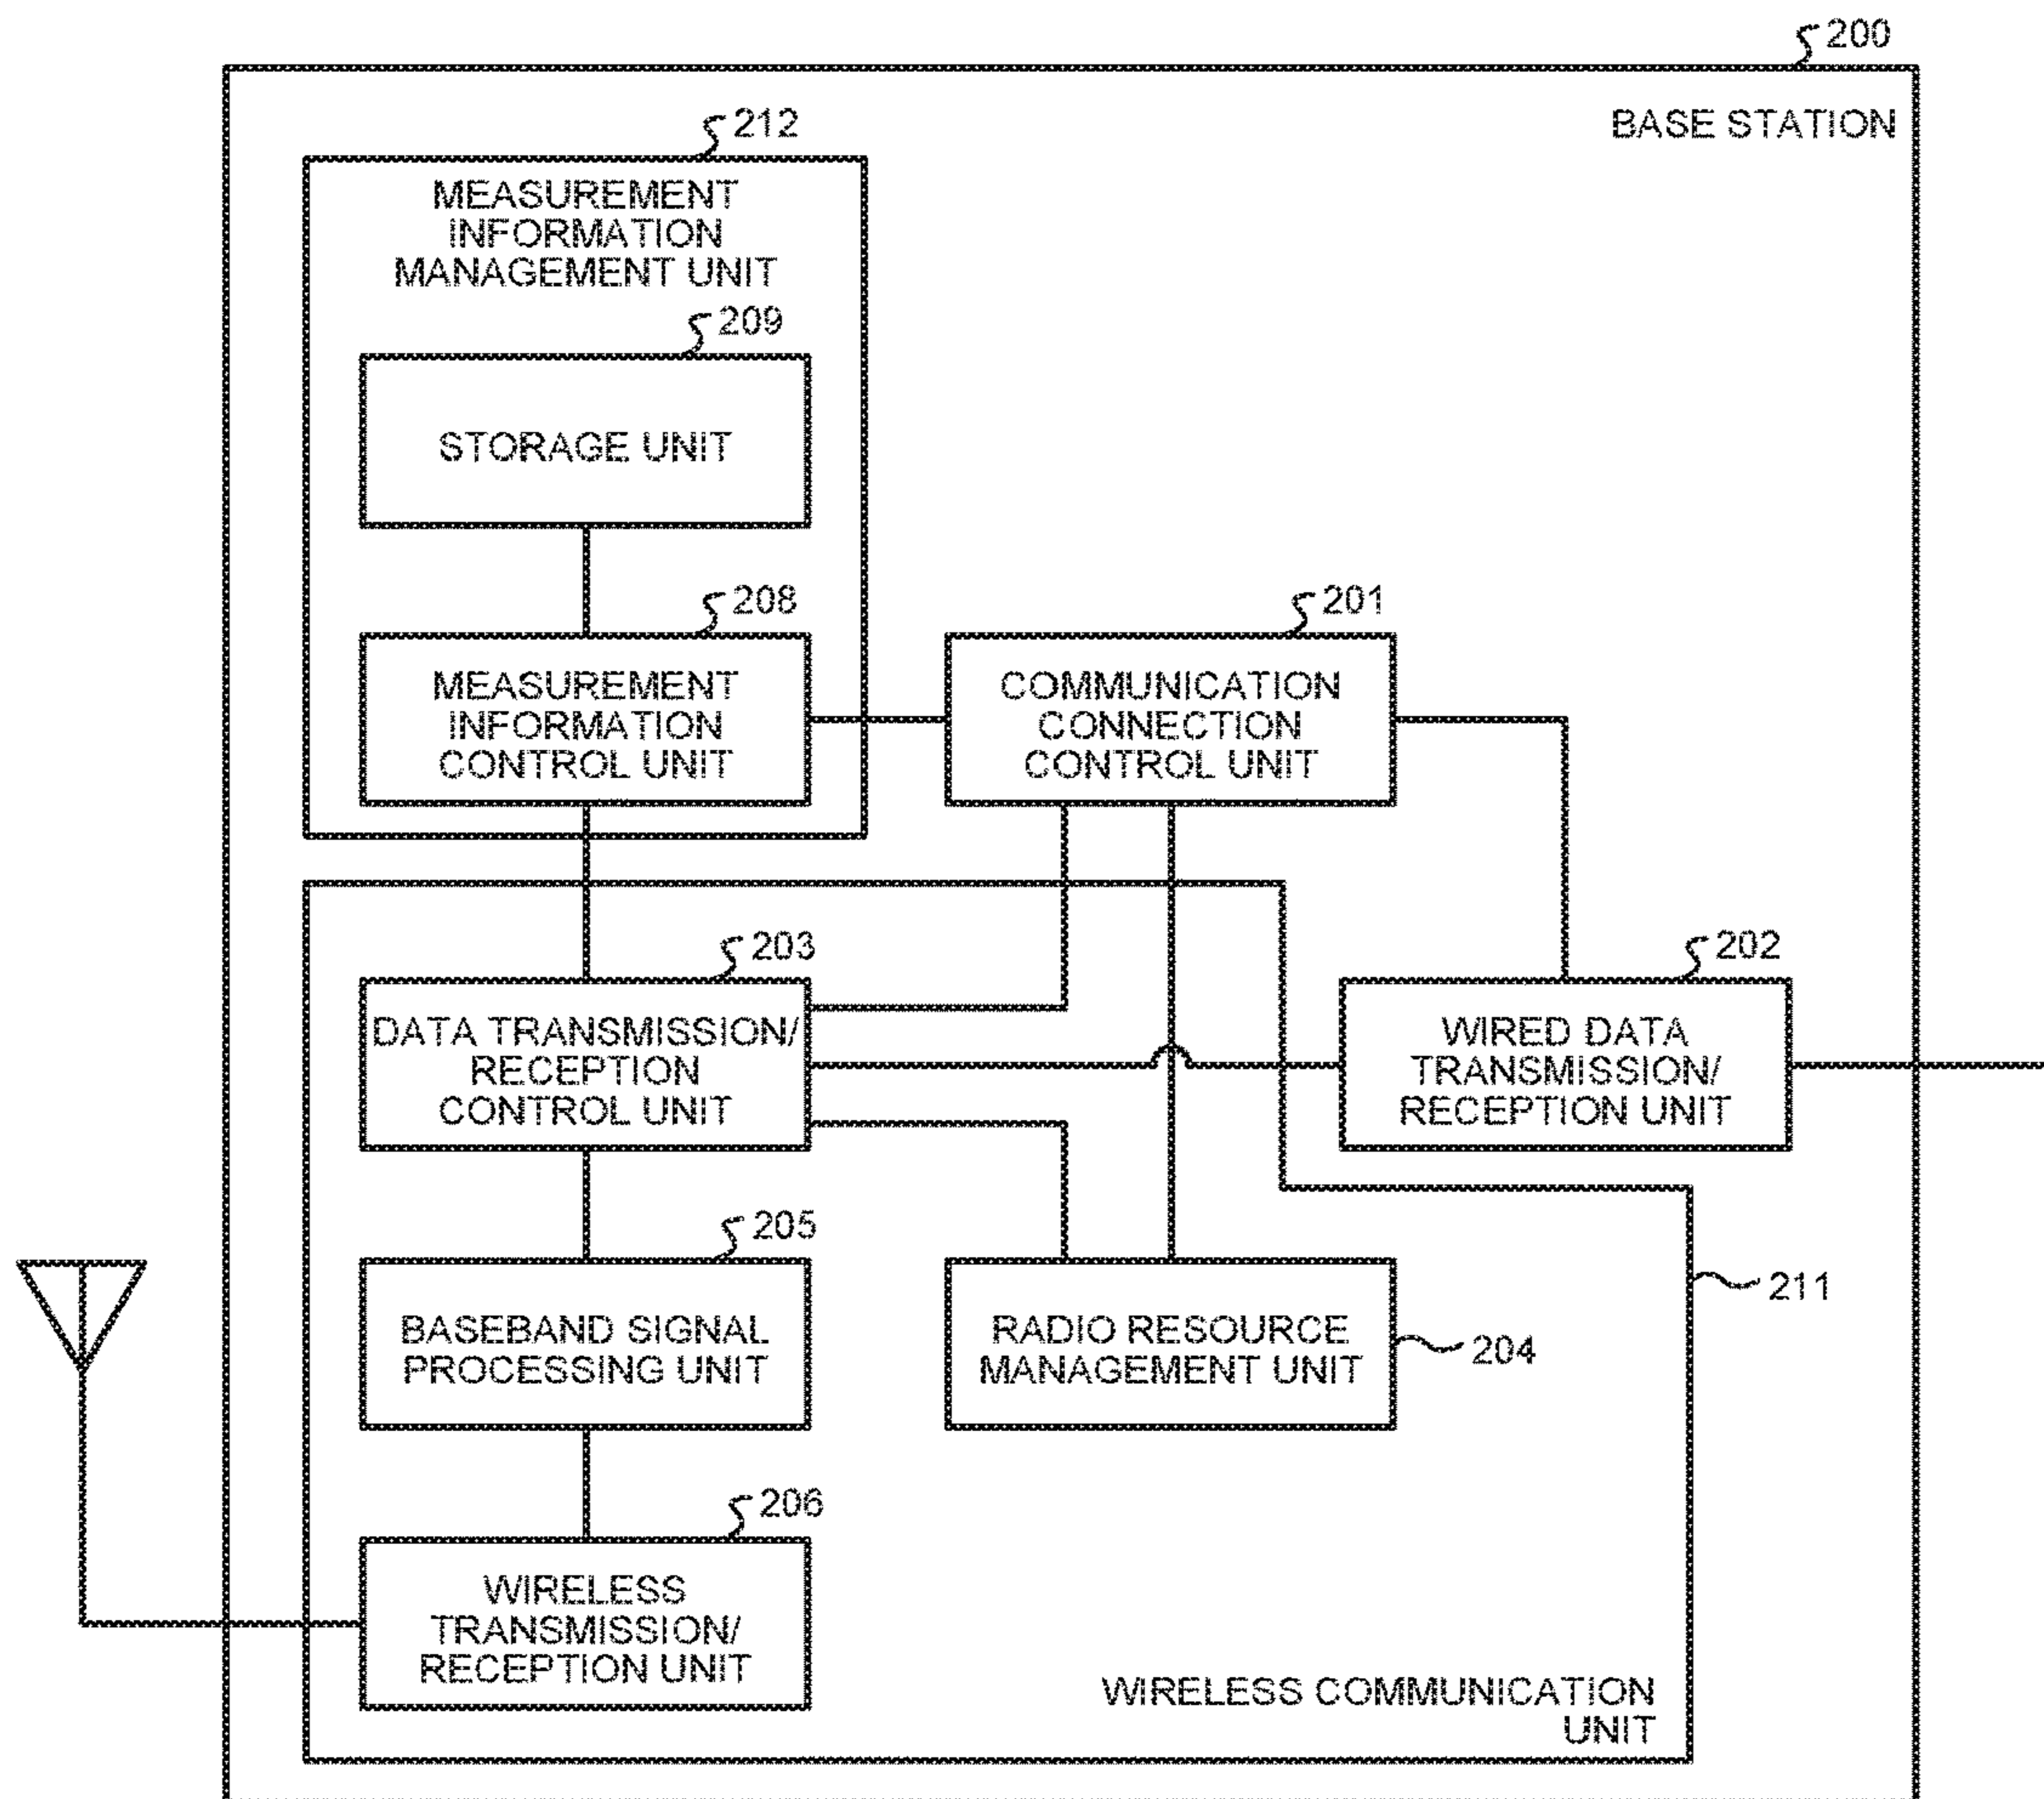 200
BASE STATION
212
MEASUREMENT
INFORMATION
MANAGEMENT UNIT
209
STORAGE UNIT
208
MEASUREMENT
INFORMATION
CONTROL UNIT
201
COMMUNICATION
CONNECTION
CONTROL UNIT
203
DATA TRANSMISSION/
RECEPTION
CONTROL UNIT
202
WIRED DATA
TRANSMISSION/
RECEPTION UNIT
205
BASEBAND SIGNAL
PROCESSING UNIT
RADIO RESOURCE
MANAGEMENT UNIT
204
211
206
WIRELESS
TRANSMISSION/
RECEPTION UNIT
WIRELESS COMMUNICATION
UNIT